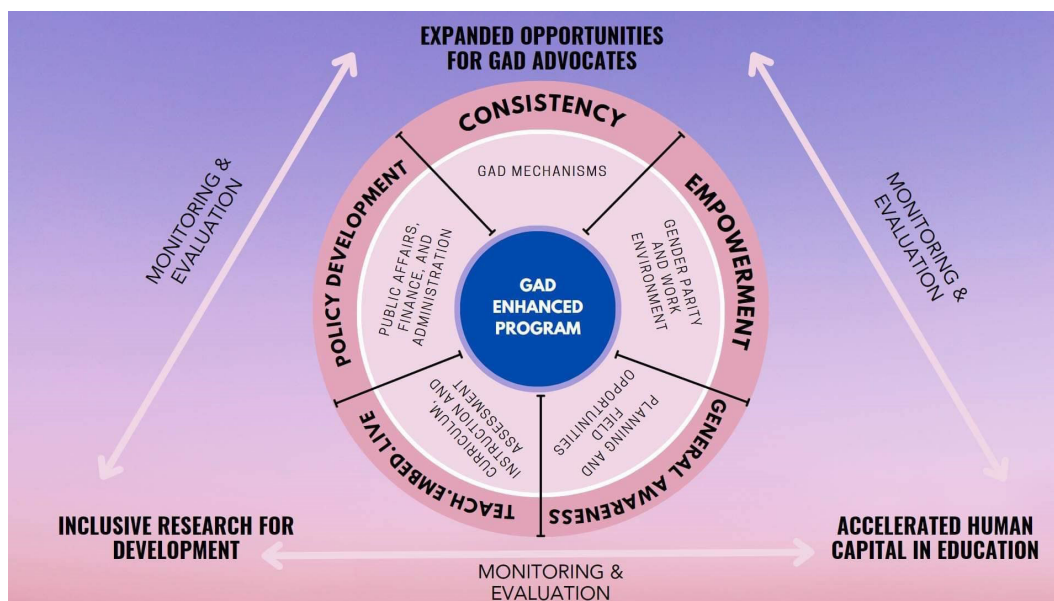 EXPANDED OPPORTUNITIES
FOR GAD ADVOCATES
MONITORING &
EVALUATION
MONITORING &
EVALUATION
CONSISTENCY
GAD MECHANISMS
EMPOWERMENT
GENDER PARITY
AND WORK
ENVIRONMENT
GENERAL AWARENESS
PLANNING AND
FIELD
OPPORTUNITIES
TEACH.EMBED.LIVE
CURRICULUM,
INSTRUCTION AND
ASSESSMENT
POLICY DEVELOPMENT
PUBLIC AFFAIRS,
FINANCE, AND
ADMINISTRATION
GAD
ENHANCED
PROGRAM
INCLUSIVE RESEARCH FOR
DEVELOPMENT
ACCELERATED HUMAN
CAPITAL IN EDUCATION
MONITORING &
EVALUATION